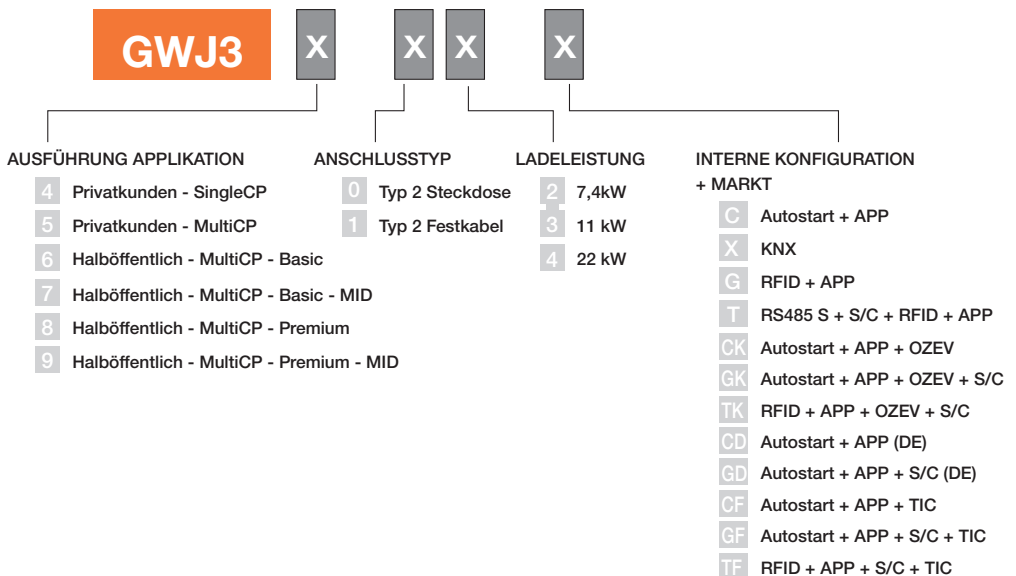 GWJ3 X X X X
AUSFÜHRUNG APPLIKATION
4 Privatkunden - SingleCP
5 Privatkunden - MultiCP
6 Halböffentlich - MultiCP - Basic
7 Halböffentlich - MultiCP - Basic - MID
8 Halböffentlich - MultiCP - Premium
9 Halböffentlich - MultiCP - Premium - MID
ANSCHLUSSTYP
0 Typ 2 Steckdose
1 Typ 2 Festkabel
LADELEISTUNG
2 7,4kW
3 11 kW
4 22 kW
INTERNE KONFIGURATION
+ MARKT
C Autostart + APP
X KNX
G RFID + APP
T RS485 S + S/C + RFID + APP
CK Autostart + APP + OZEV
GK Autostart + APP + OZEV + S/C
TK RFID + APP + OZEV + S/C
CD Autostart + APP (DE)
GD Autostart + APP + S/C (DE)
CF Autostart + APP + TIC
GF Autostart + APP + S/C + TIC
TF RFID + APP + S/C + TIC